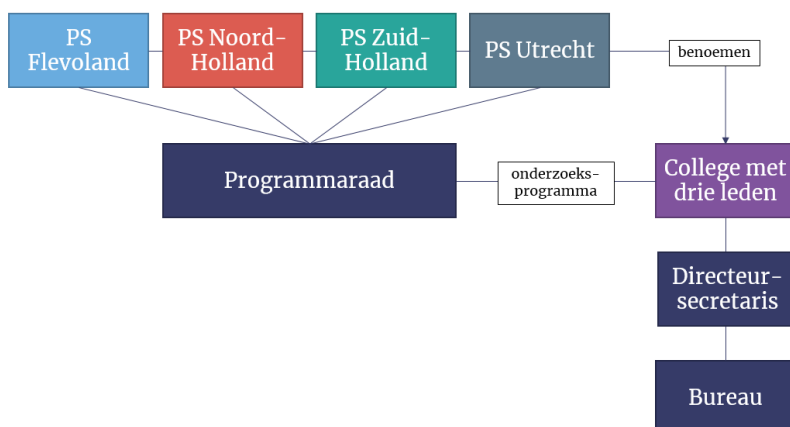 PS
Flevoland
PS Noord-
Holland
PS Zuid-
Holland
PS Utrecht
benoemen
Programmaraad
onderzoeks-
programma
College met
drie leden
Directeur-
secretaris
Bureau